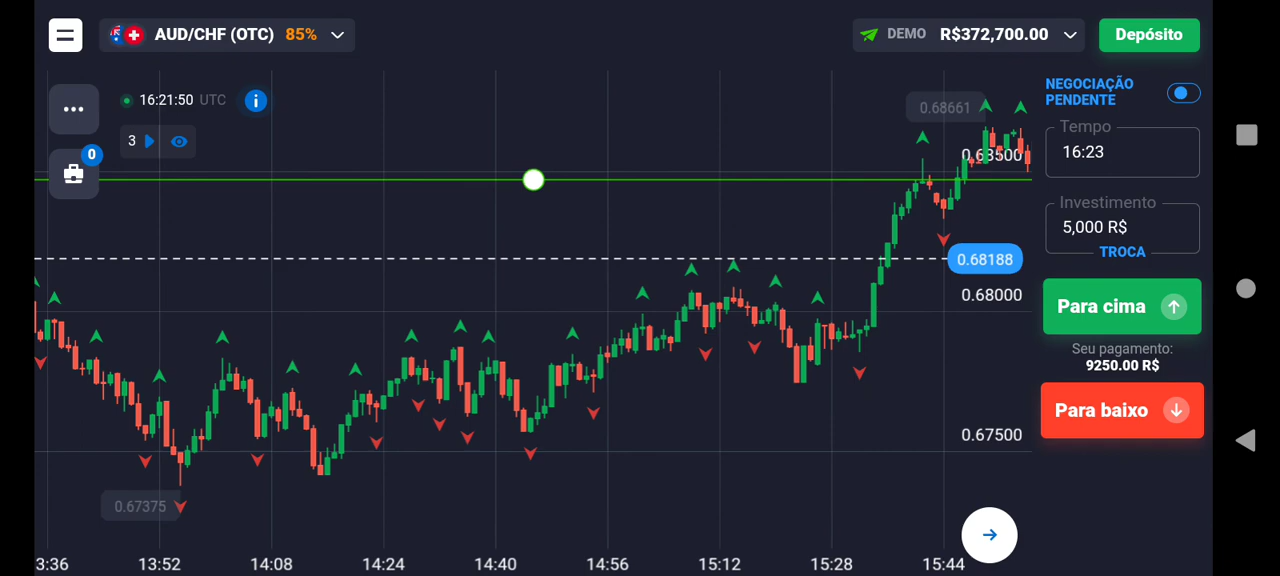 AUD/CHF (OTC) 85%
DEMO R$372,700.00
Depósito
16:21:50 UTC
i
3
0
NEGOCIAÇÃO
PENDENTE
Tempo
16:23
Investimento
5,000 R$
TROCA
Para cima
Seu pagamento:
9250.00 R$
Para baixo
0.68661
0.68500
0.68188
0.68000
0.67500
0.67375
3:36 13:52 14:08 14:24 14:40 14:56 15:12 15:28 15:44